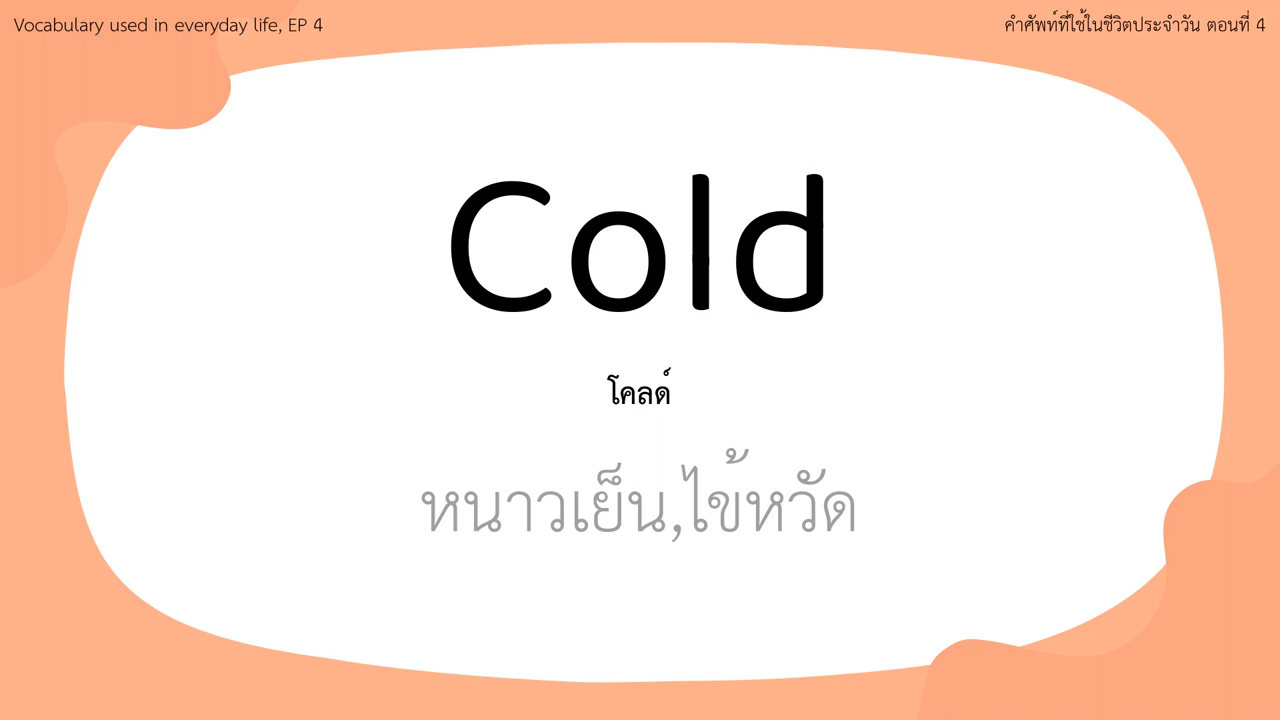 Vocabulary used in everyday life, EP 4
คำศัพท์ที่ใช้ในชีวิตประจำวัน ตอนที่ 4
Cold
โคลด์
หนาวเย็น,ไข้หวัด